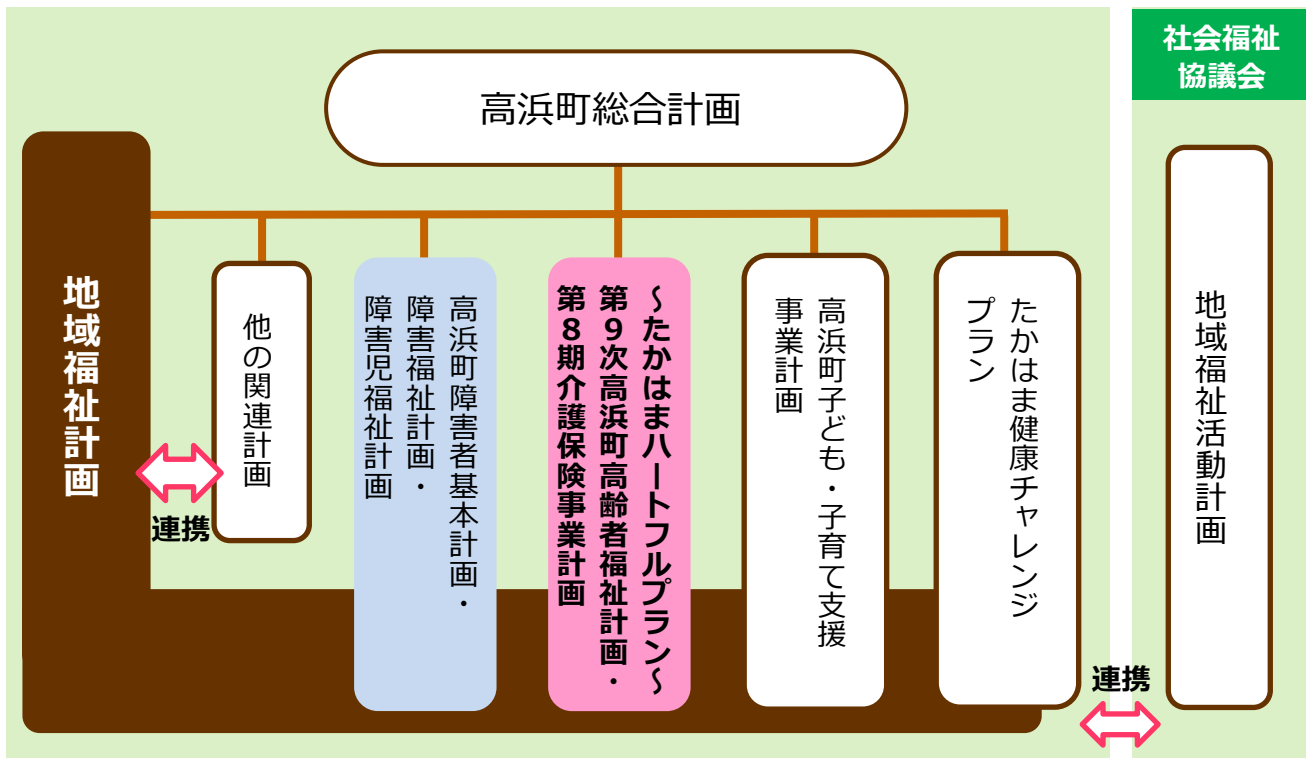 高浜町総合計画
社会福祉
協議会
地域福祉計画
連携
他の関連計画
高浜町障害者基本計画・
障害福祉計画・
障害児福祉計画
～たかはまハートフルプラン～
第９次高浜町高齢者福祉計画・
第８期介護保険事業計画
高浜町子ども・子育て支援
事業計画
たかはま健康チャレンジ
プラン
連携
地域福祉活動計画